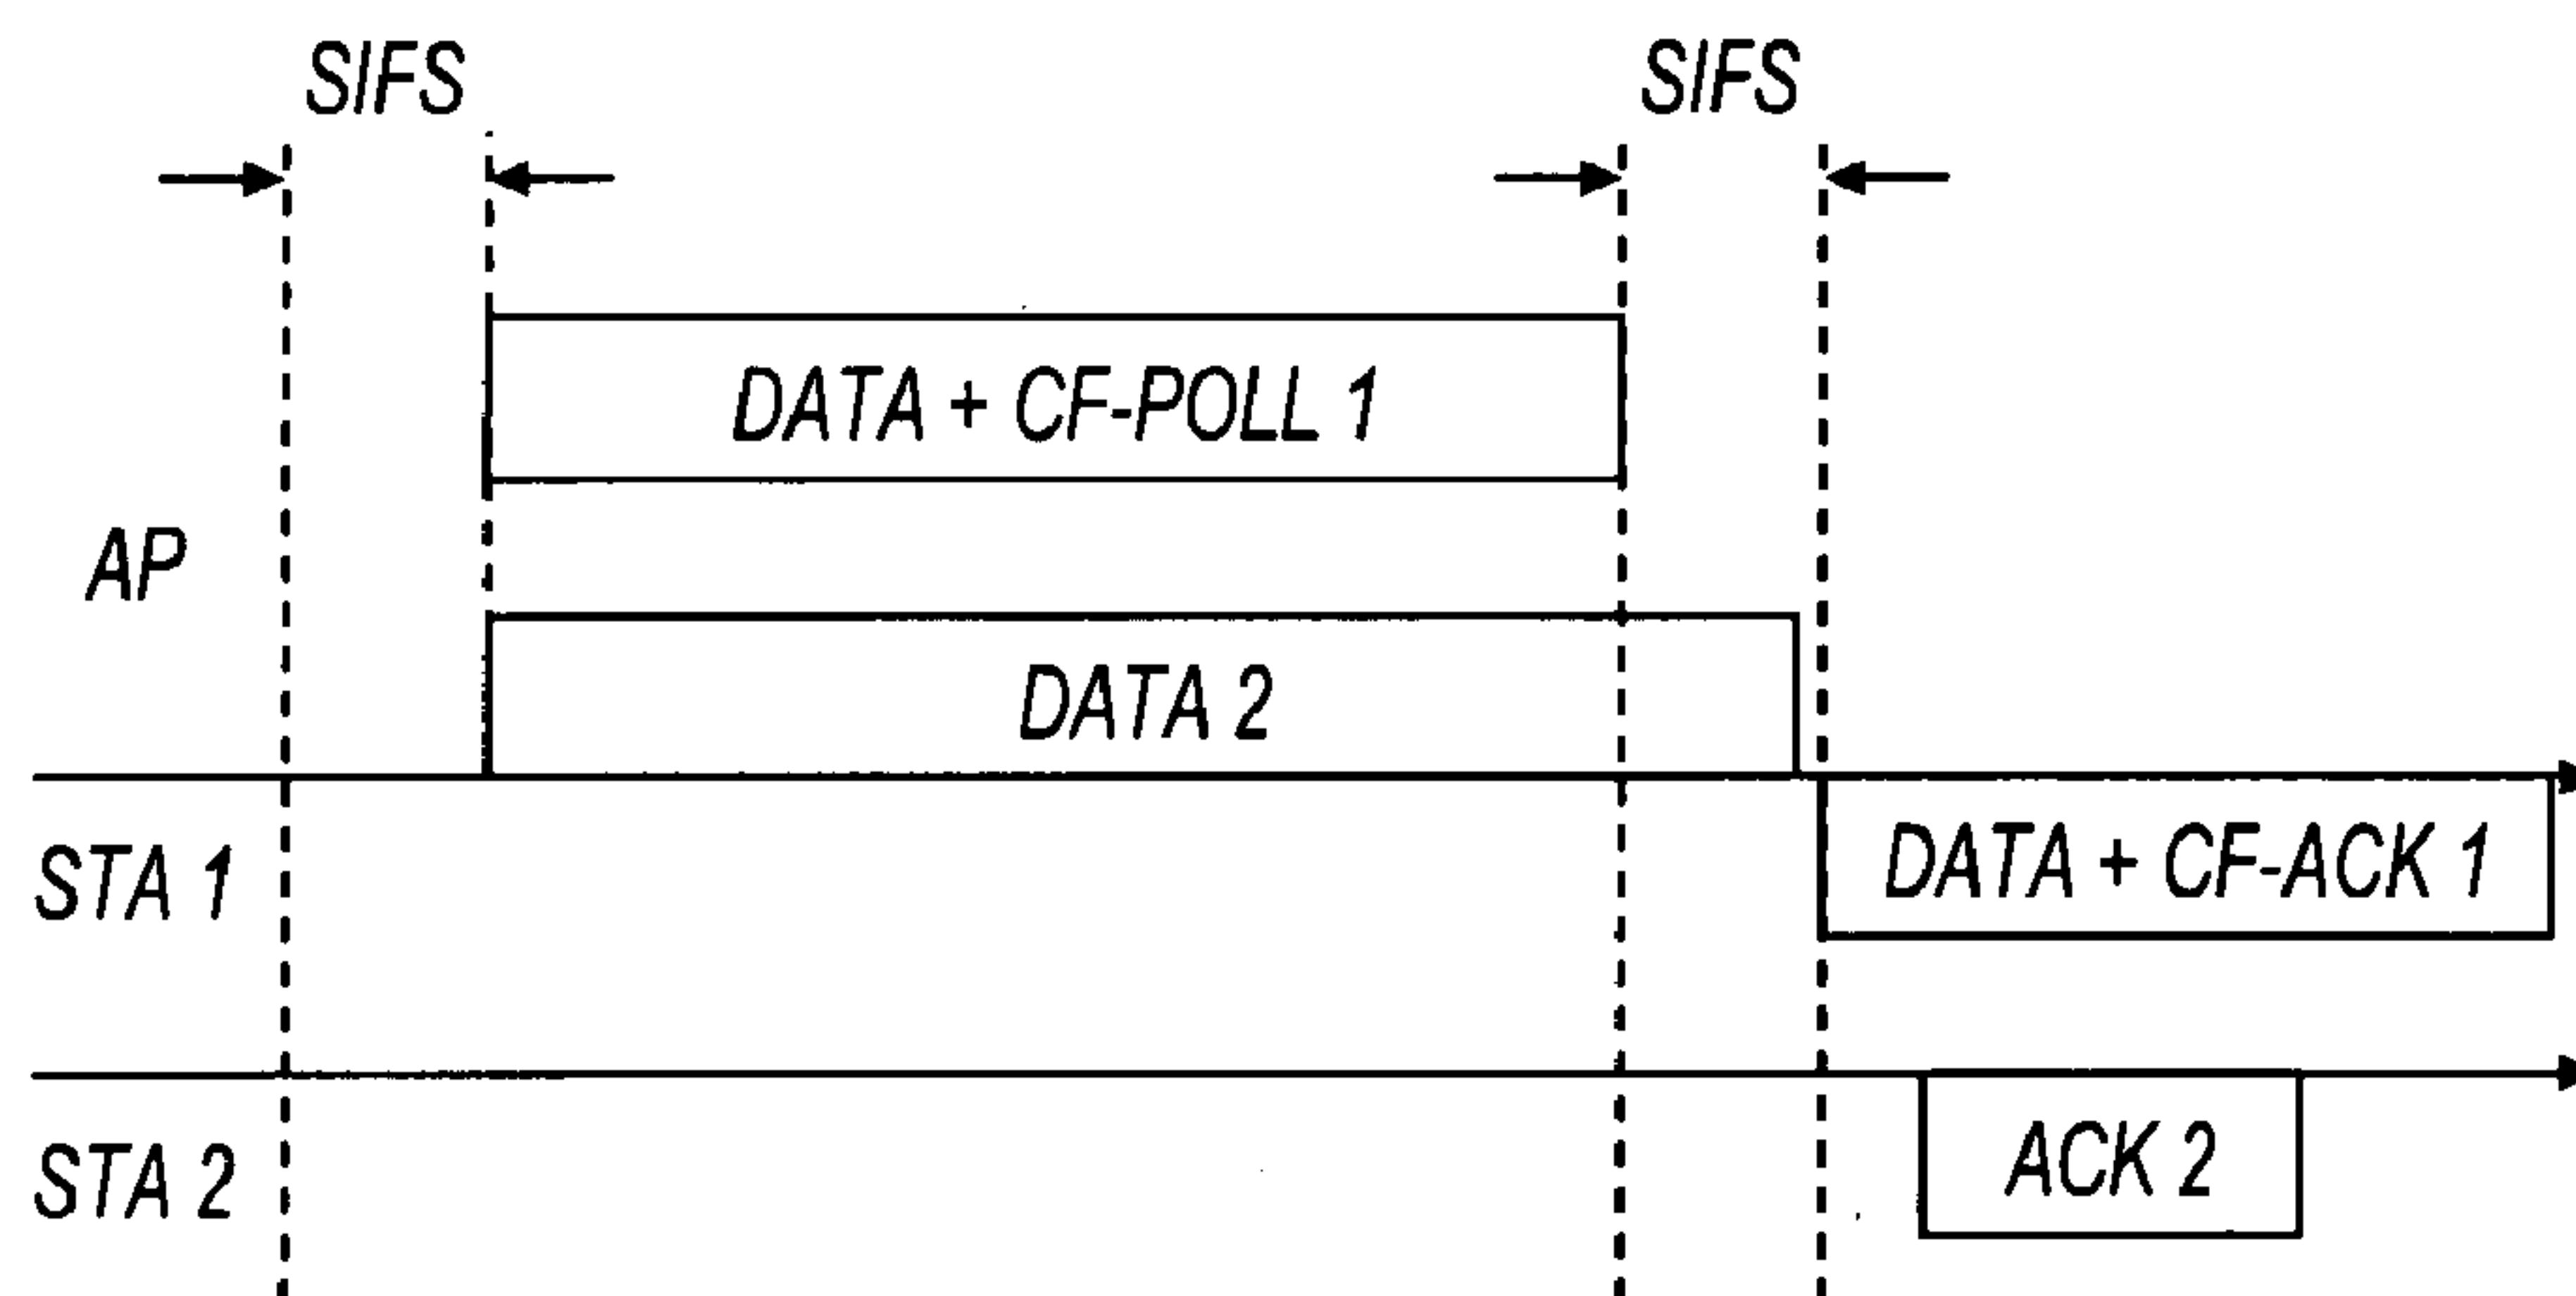 SIFS
SIFS
DATA + CF-POLL 1
AP
DATA 2
STA 1
DATA + CF-ACK 1
STA 2
ACK 2